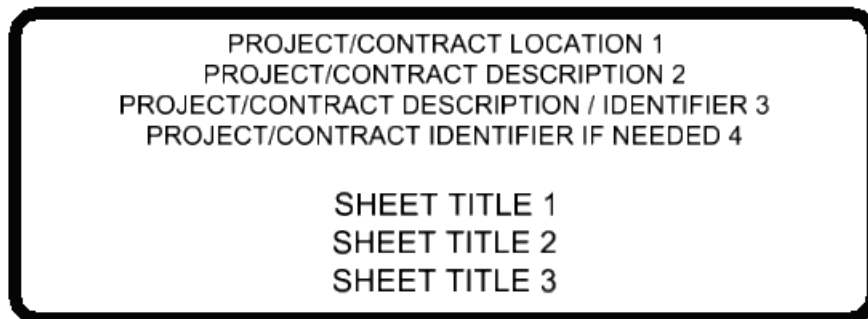 PROJECT/CONTRACT LOCATION 1
PROJECT/CONTRACT DESCRIPTION 2
PROJECT/CONTRACT DESCRIPTION / IDENTIFIER 3
PROJECT/CONTRACT IDENTIFIER IF NEEDED 4
SHEET TITLE 1
SHEET TITLE 2
SHEET TITLE 3